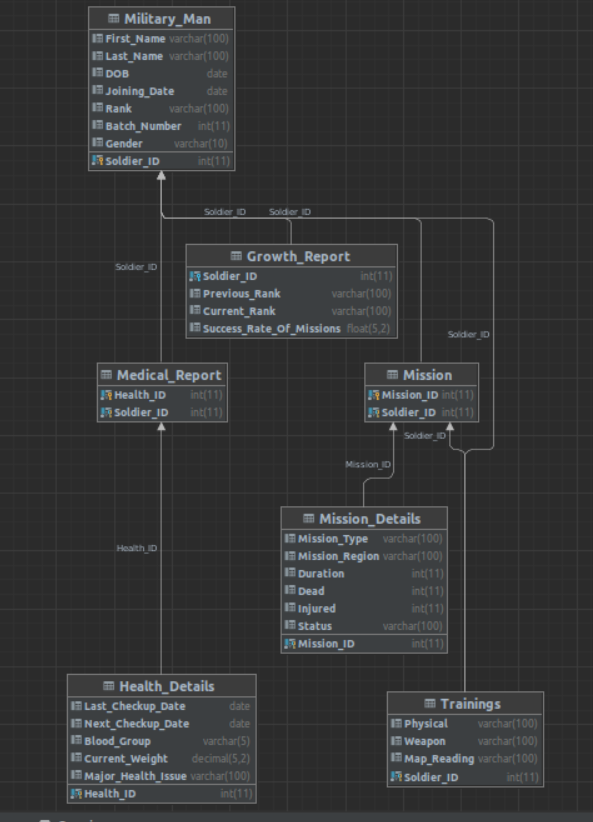 Military_Man
First_Name varchar(100)
Last_Name varchar(100)
DOB date
Joining_Date date
Rank varchar(100)
Batch_Number int(11)
Gender varchar(10)
Soldier_ID int(11)
Soldier_ID Soldier_ID
Growth_Report
Soldier_ID int(11)
Previous_Rank varchar(100)
Current_Rank varchar(100)
Success_Rate_Of_Missions float(5,2)
Soldier_ID
Soldier_ID
Medical_Report
Health_ID int(11)
Soldier_ID int(11)
Mission
Mission_ID int(11)
Soldier_ID int(11)
Soldier_ID
Mission_ID
Mission_Details
Mission_Type varchar(100)
Mission_Region varchar(100)
Duration int(11)
Dead int(11)
Injured int(11)
Status varchar(100)
Mission_ID int(11)
Health_ID
Health_Details
Last_Checkup_Date date
Next_Checkup_Date date
Blood_Group varchar(5)
Current_Weight decimal(5,2)
Major_Health_Issue varchar(100)
Health_ID int(11)
Trainings
Physical varchar(100)
Weapon varchar(100)
Map_Reading varchar(100)
Soldier_ID int(11)